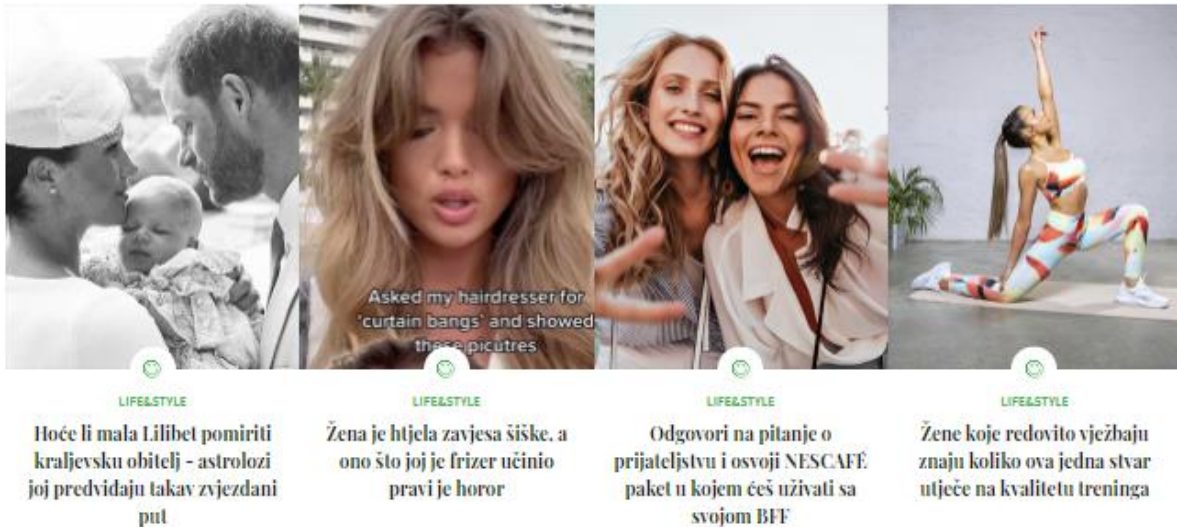 Asked my hairdresser for
'curtain bangs' and showed
these picutres
LIFE&STYLE
Hoće li mala Lilibet pomiriti
kraljevsku obitelj - astrolozi
joj predviđaju takav zvjezdani
put
LIFE&STYLE
Žena je htjela zavjesa šiške, a
ono što joj je frizer učinio
pravi je horor
LIFE&STYLE
Odgovori na pitanje o
prijateljstvu i osvoji NESCAFÉ
paket u kojem ćeš uživati sa
svojom BFF
LIFE&STYLE
Žene koje redovito vježbaju
znaju koliko ova jedna stvar
utječe na kvalitetu treninga